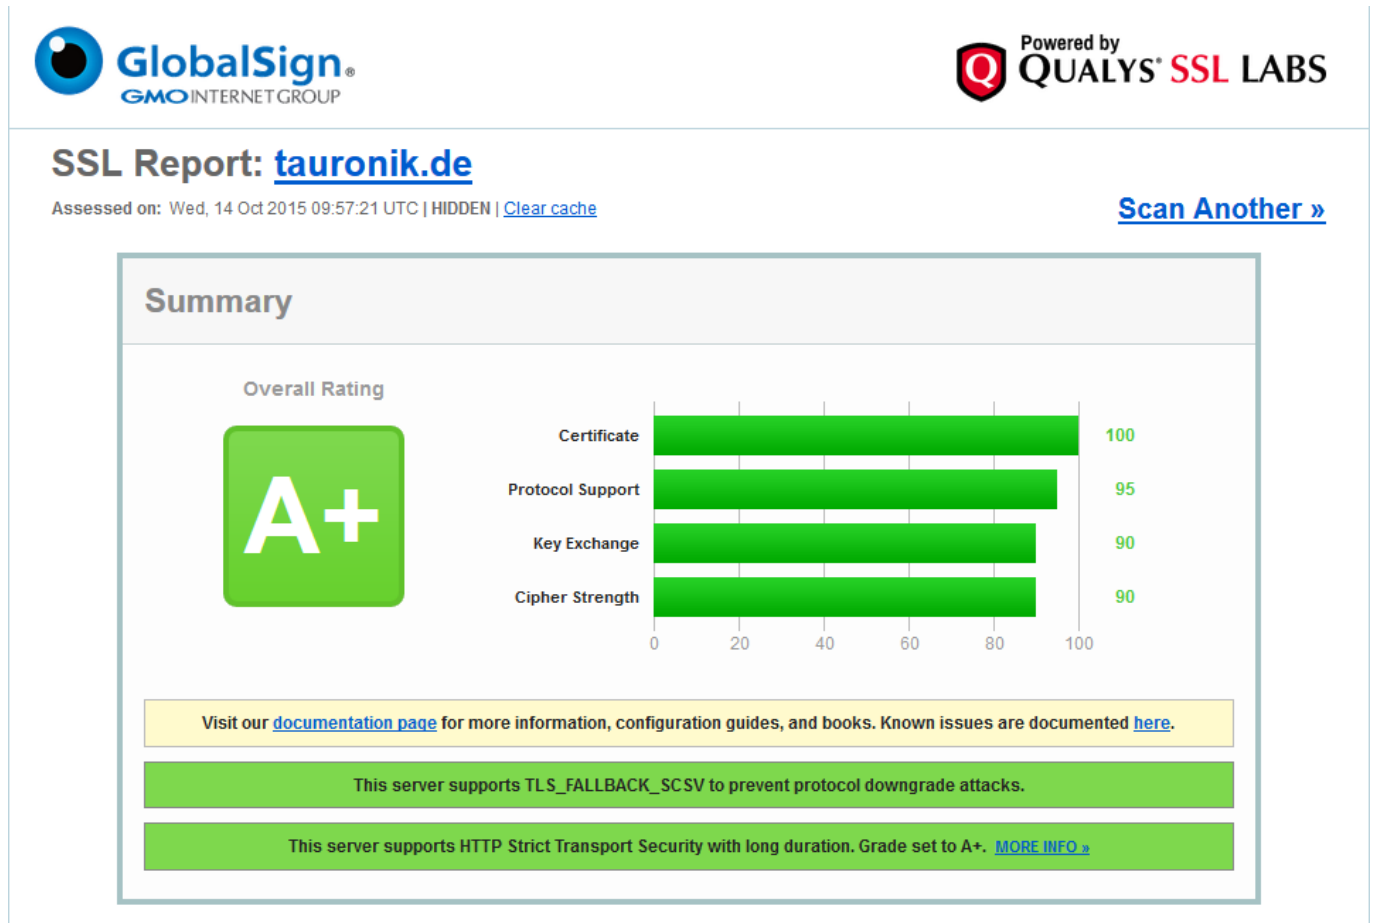 GlobalSign®
GMO INTERNET GROUP
Powered by
QUALYS® SSL LABS
SSL Report: tauronik.de
Assessed on: Wed, 14 Oct 2015 09:57:21 UTC | HIDDEN | Clear cache
Scan Another »
Summary
Overall Rating
A+
Certificate 100
Protocol Support 95
Key Exchange 90
Cipher Strength 90
0 20 40 60 80 100
Visit our documentation page for more information, configuration guides, and books. Known issues are documented here.
This server supports TLS_FALLBACK_SCSV to prevent protocol downgrade attacks.
This server supports HTTP Strict Transport Security with long duration. Grade set to A+. MORE INFO »